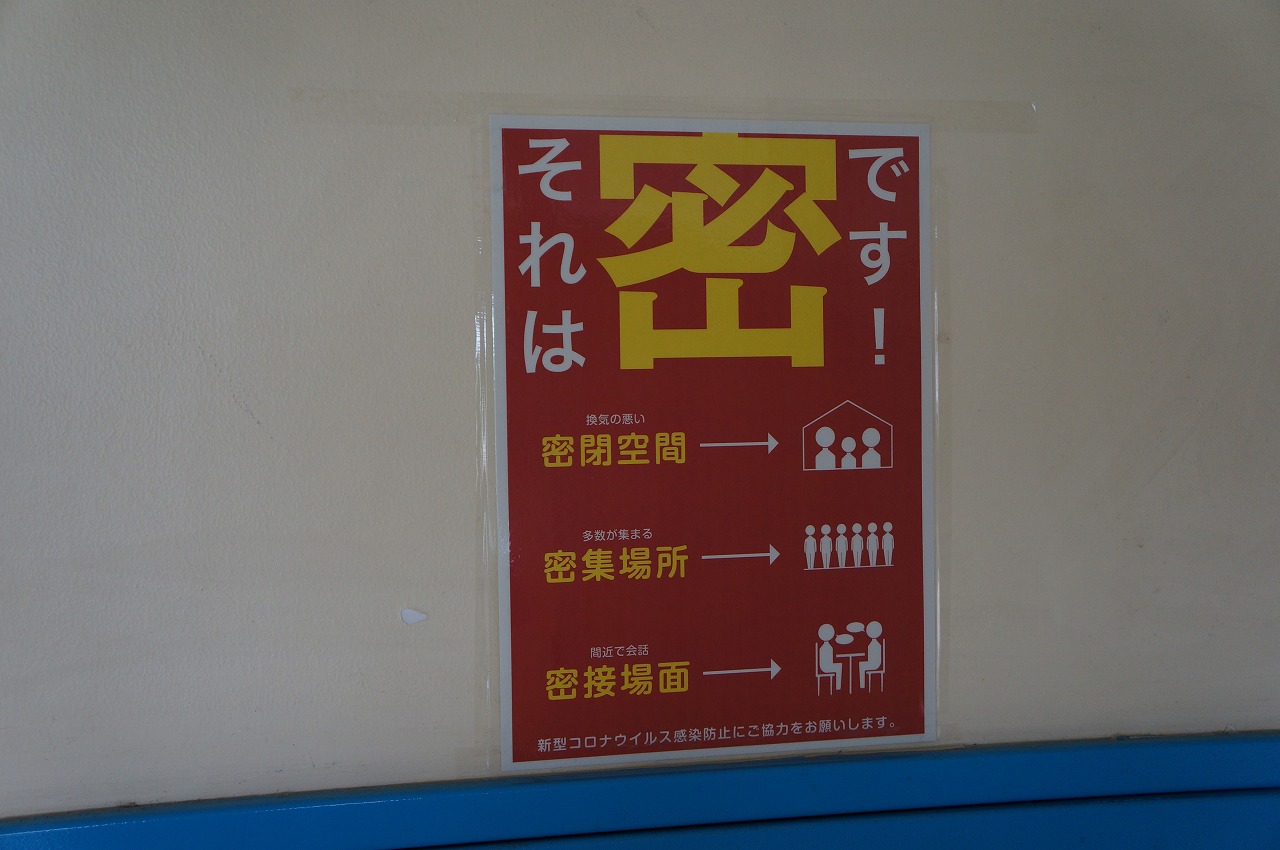 それは
密
です！
換気の悪い
密閉空間
多数が集まる
密集場所
間近で会話
密接場面
新型コロナウイルス感染防止にご協力をお願いします。